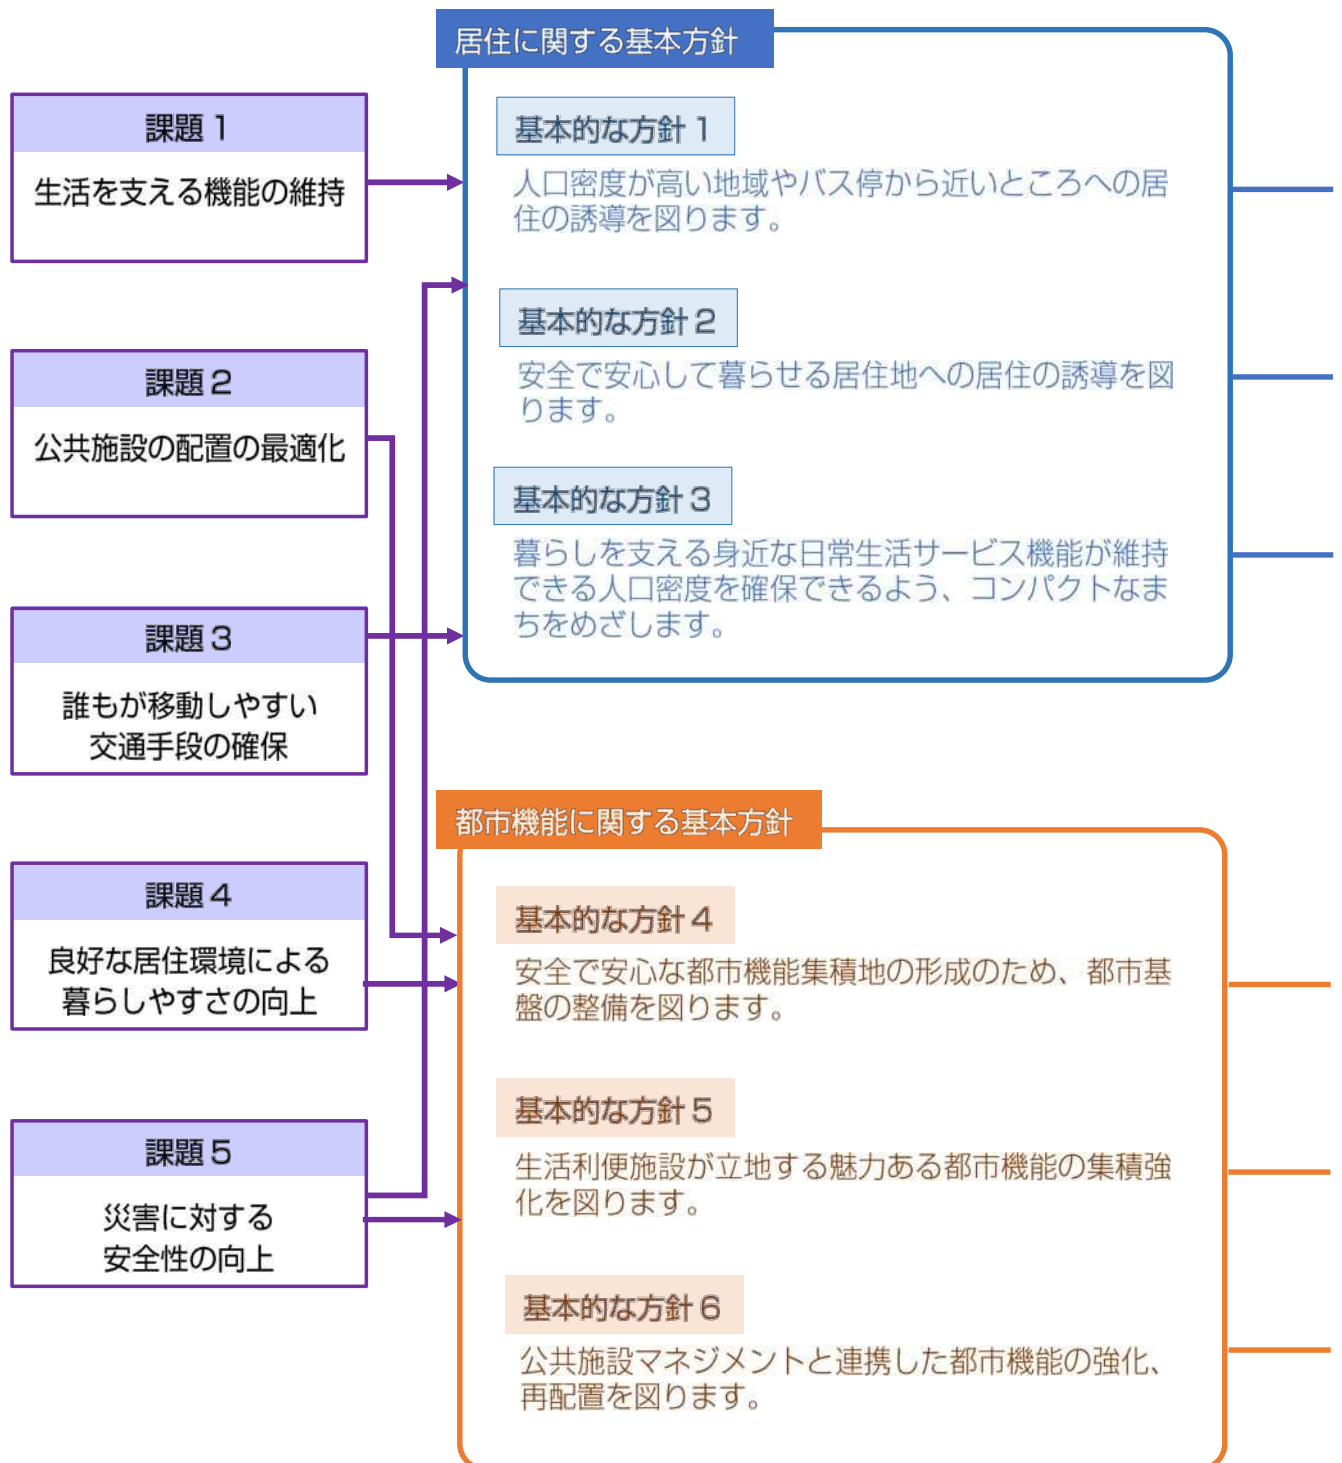 課題1
生活を支える機能の維持
課題2
公共施設の配置の最適化
課題3
誰もが移動しやすい
交通手段の確保
課題4
良好な居住環境による
暮らしやすさの向上
課題5
災害に対する
安全性の向上
居住に関する基本方針
基本的な方針1
人口密度が高い地域やバス停から近いところへの居
住の誘導を図ります。
基本的な方針2
安全で安心して暮らせる居住地への居住の誘導を図
ります。
基本的な方針3
暮らしを支える身近な日常生活サービス機能が維持
できる人口密度を確保できるよう、コンパクトなま
ちをめざします。
都市機能に関する基本方針
基本的な方針4
安全で安心な都市機能集積地の形成のため、都市基
盤の整備を図ります。
基本的な方針5
生活利便施設が立地する魅力ある都市機能の集積強
化を図ります。
基本的な方針6
公共施設マネジメントと連携した都市機能の強化、
再配置を図ります。